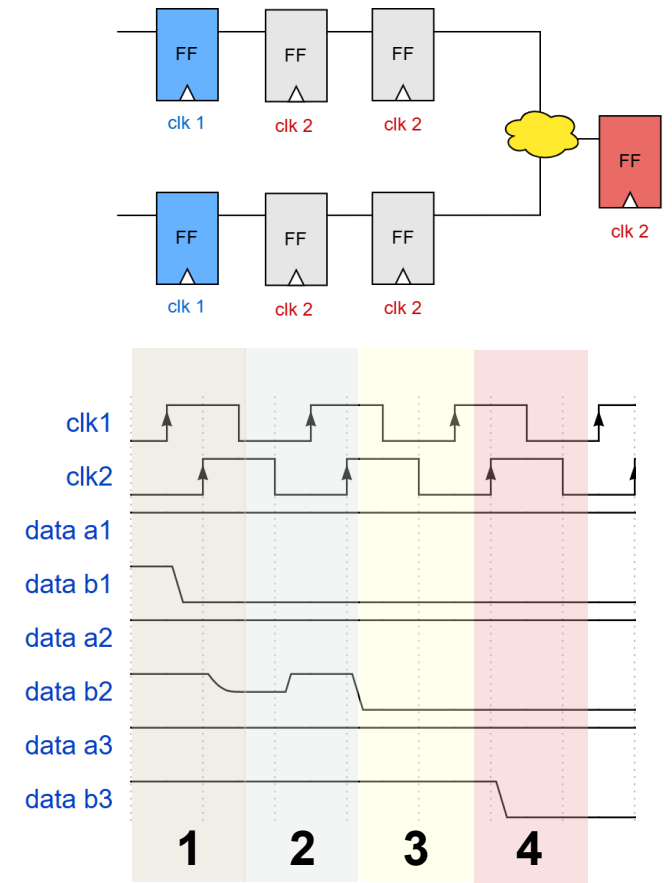 FF FF FF
clk 1 clk 2 clk 2
FF
clk 2
FF FF FF
clk 1 clk 2 clk 2
clk1
clk2
data a1
data b1
data a2
data b2
data a3
data b3
1 2 3 4